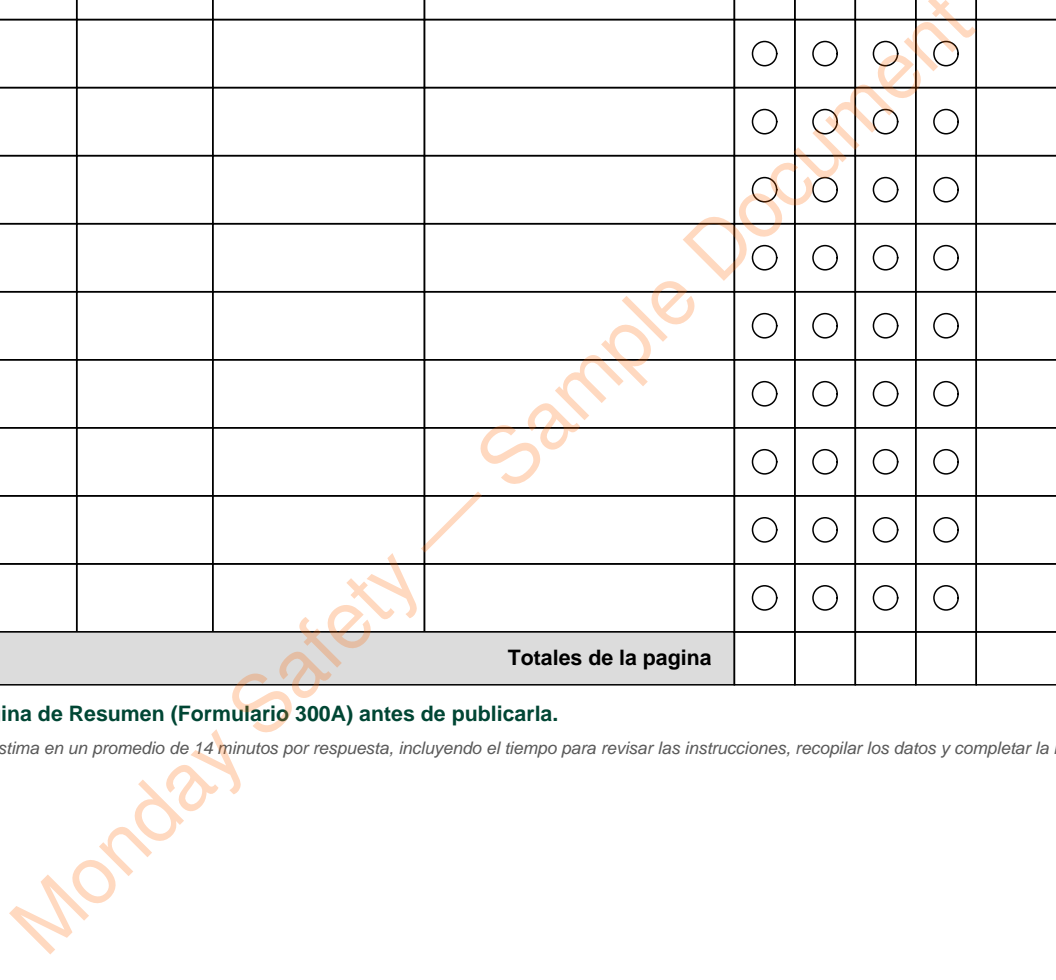 Totales de la pagina
ina de Resumen (Formulario 300A) antes de publicarla.
stima en un promedio de 14 minutos por respuesta, incluyendo el tiempo para revisar las instrucciones, recopilar los datos y completar la
Monday Safety — Sample Document